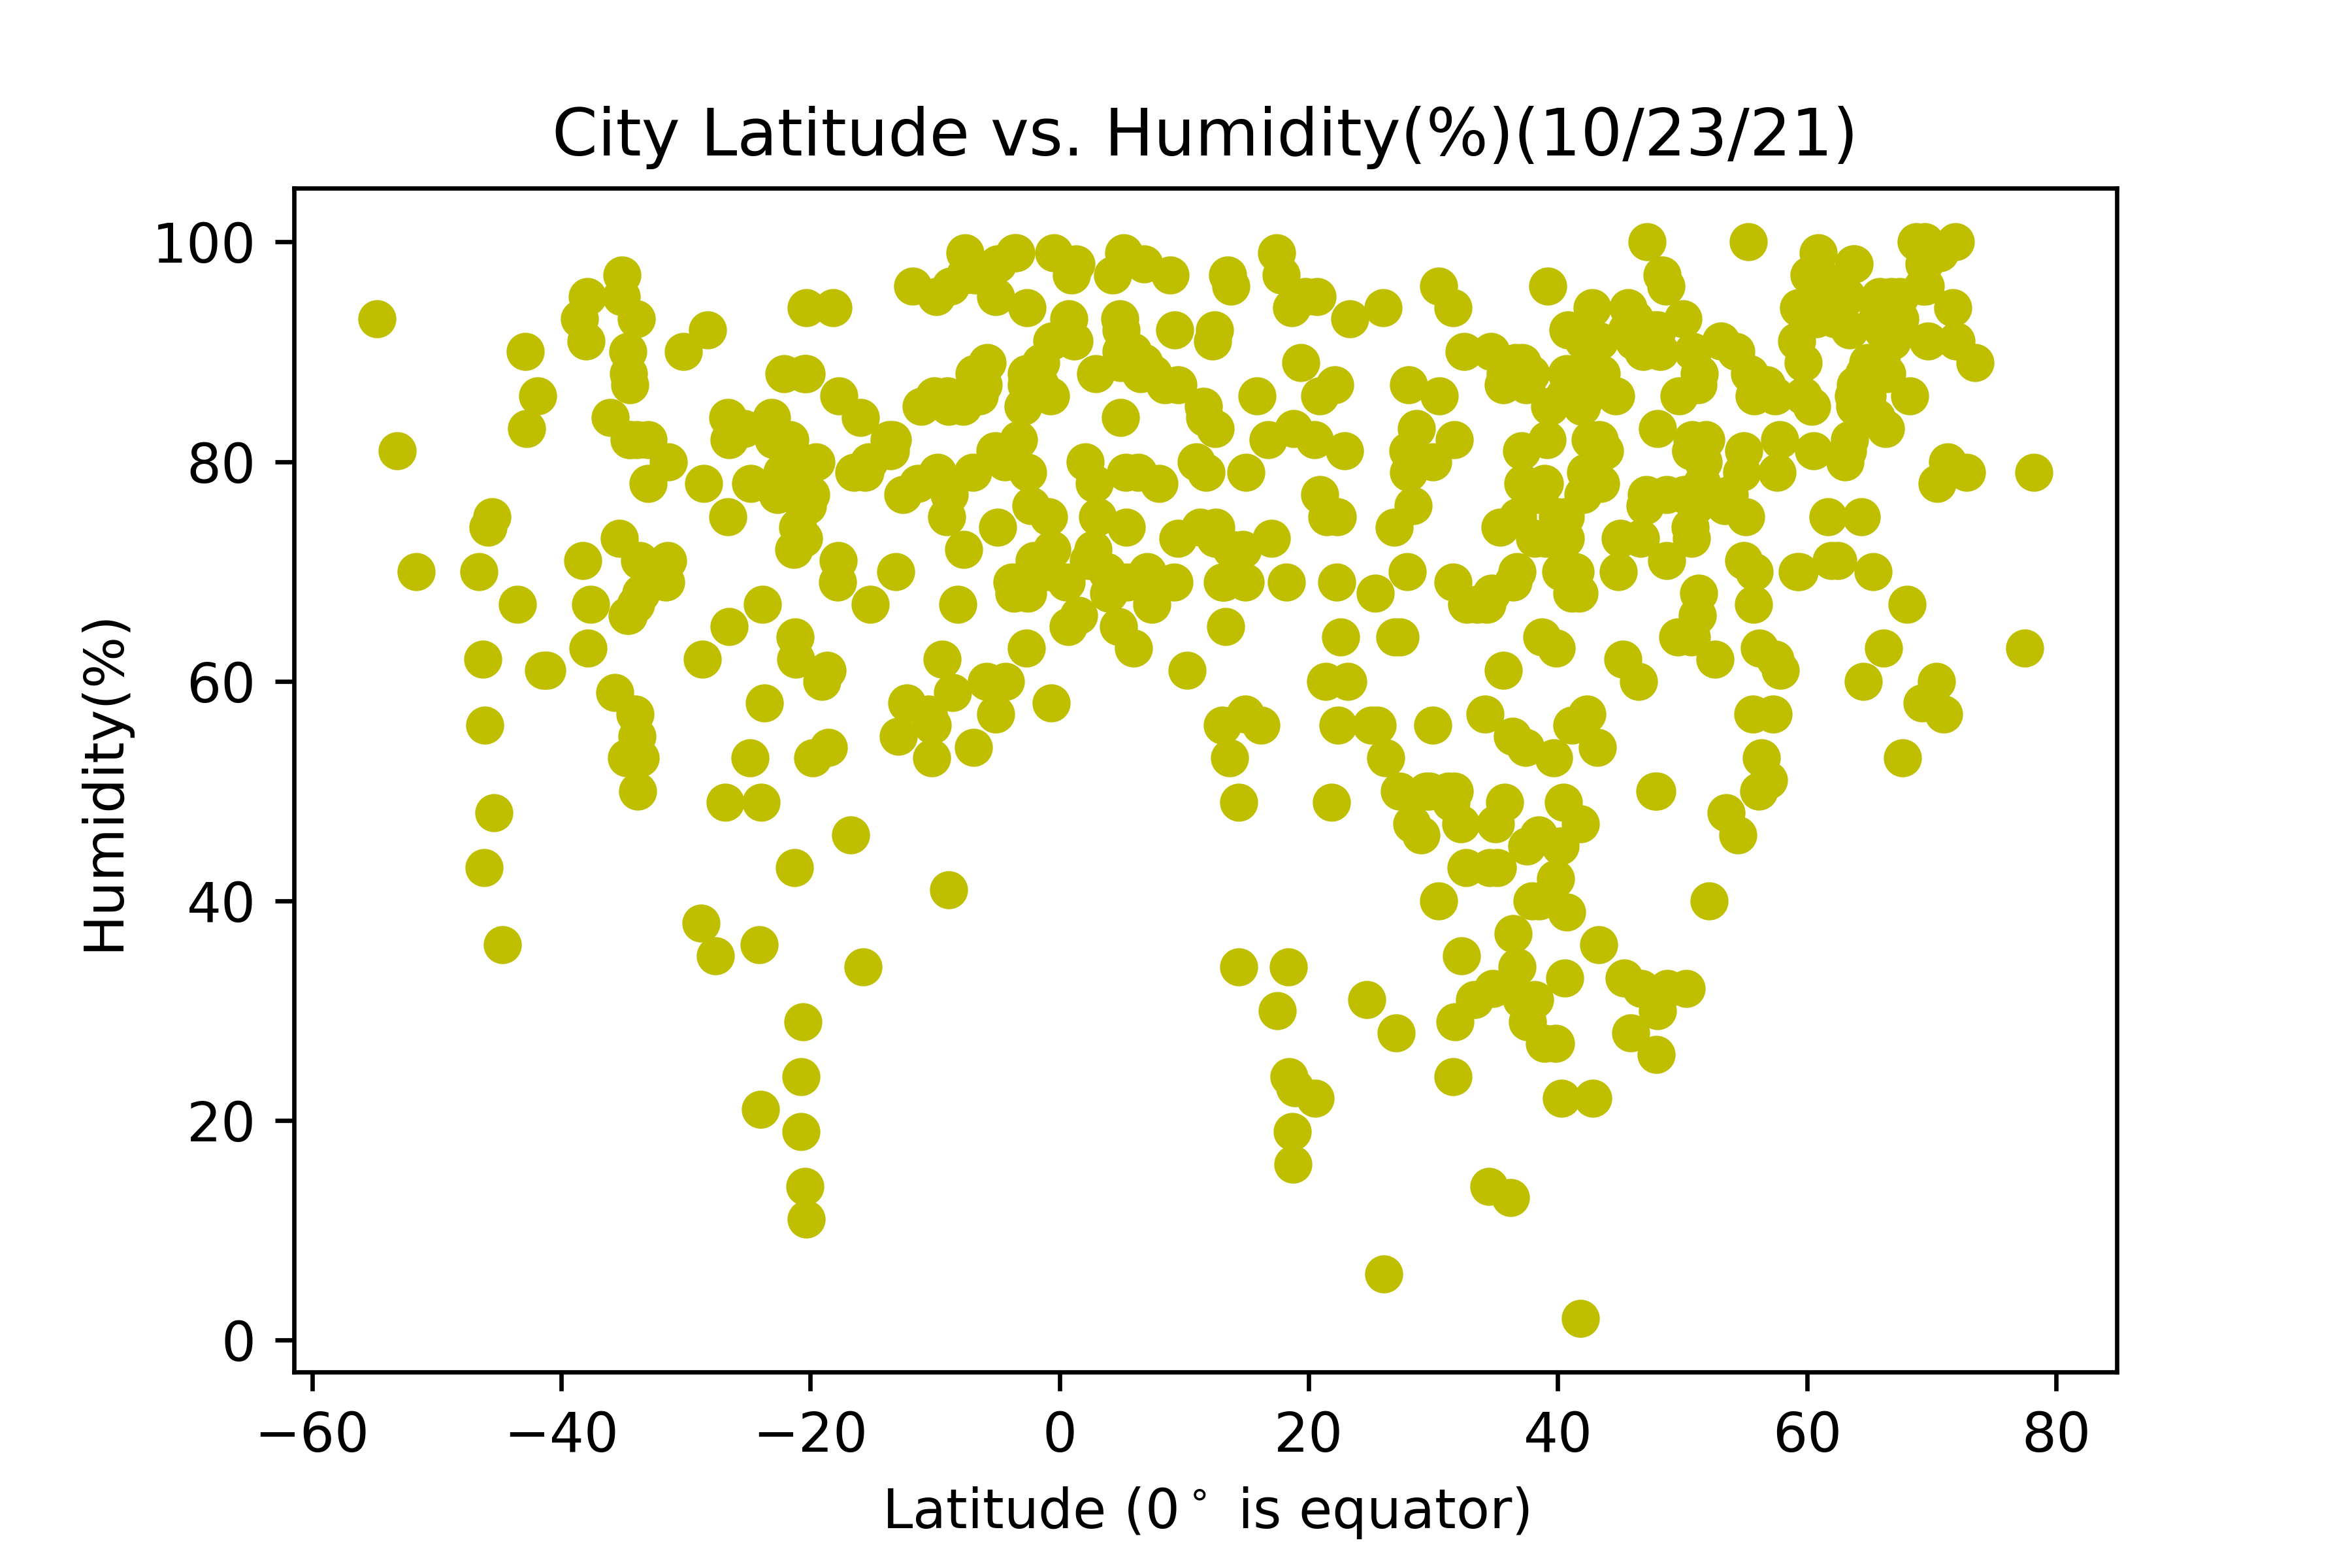 City Latitude vs. Humidity(%)(10/23/21)
Humidity(%)
100
80
60
40
20
0
−60 −40 −20 0 20 40 60 80
Latitude (0° is equator)